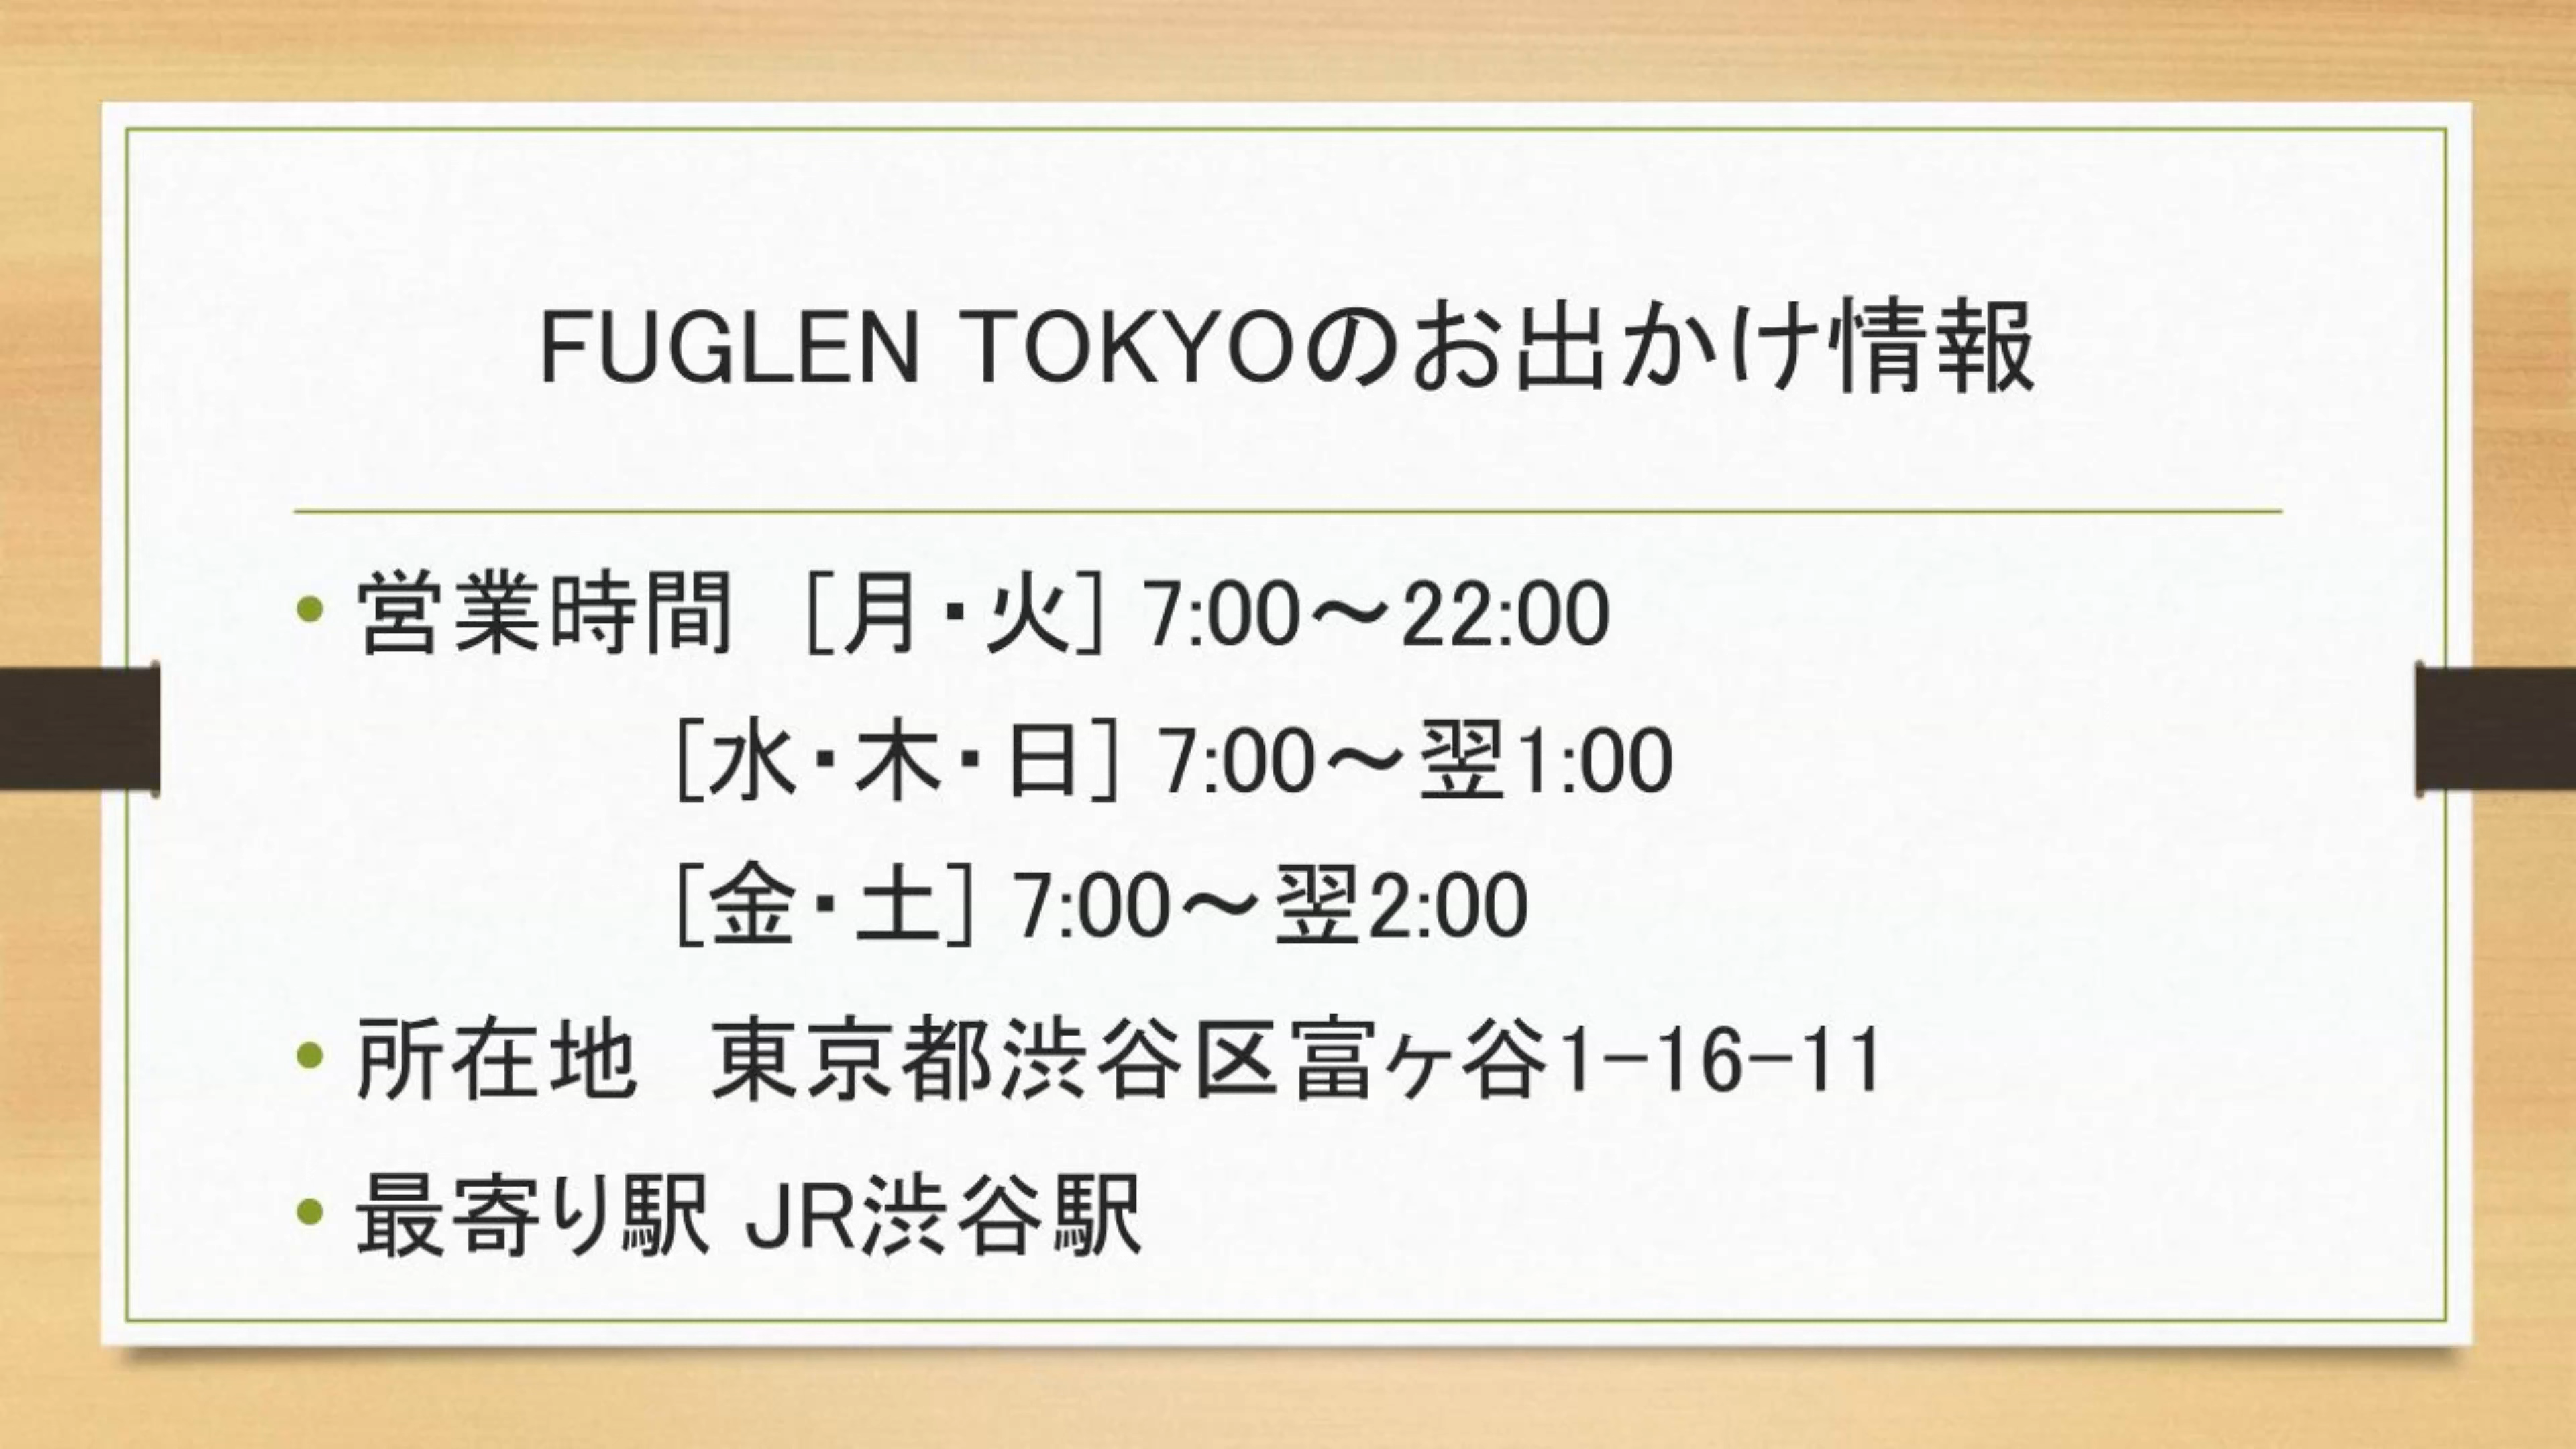 FUGLEN TOKYOのお出かけ情報
• 営業時間　[月・火] 7:00～22:00
[水・木・日] 7:00～翌1:00
[金・土] 7:00～翌2:00
• 所在地　東京都渋谷区富ヶ谷1-16-11
• 最寄り駅 JR渋谷駅